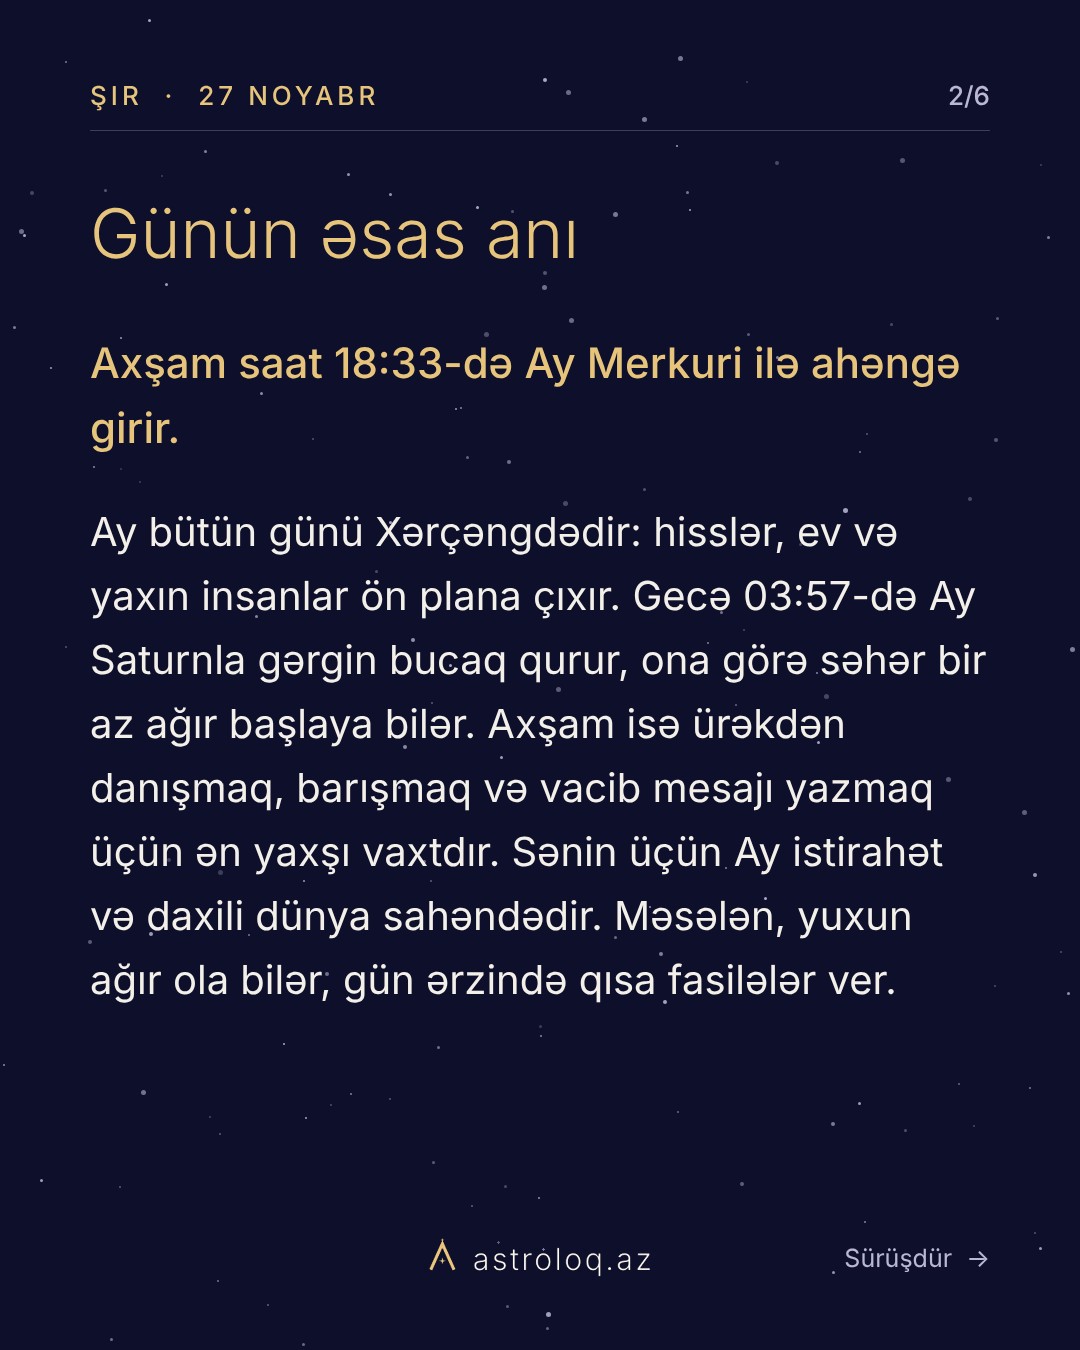 ŞIR · 27 NOYABR
2/6
Günün əsas anı
Axşam saat 18:33-də Ay Merkuri ilə ahəngə
girir.
Ay bütün günü Xərçəngdədir: hisslər, ev və
yaxın insanlar ön plana çıxır. Gecə 03:57-də Ay
Saturnla gərgin bucaq qurur, ona görə səhər bir
az ağır başlaya bilər. Axşam isə ürəkdən
danışmaq, barışmaq və vacib mesajı yazmaq
üçün ən yaxşı vaxtdır. Sənin üçün Ay istirahət
və daxili dünya sahəndədir. Məsələn, yuxun
ağır ola bilər, gün ərzində qısa fasilələr ver.
astroloq.az
Sürüşdür →